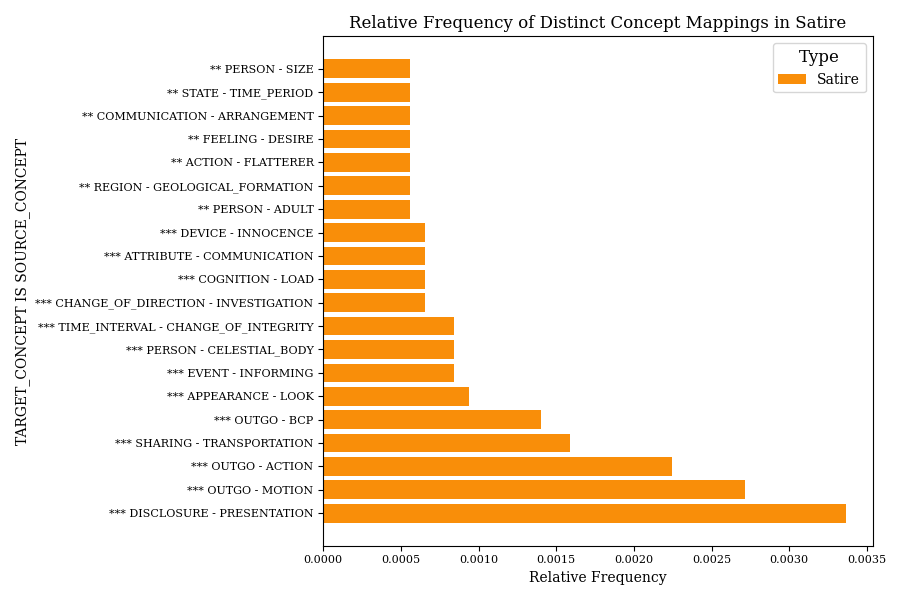 Relative Frequency of Distinct Concept Mappings in Satire
Type
Satire
TARGET_CONCEPT IS SOURCE_CONCEPT
** PERSON - SIZE
** STATE - TIME_PERIOD
** COMMUNICATION - ARRANGEMENT
** FEELING - DESIRE
** ACTION - FLATTERER
** REGION - GEOLOGICAL_FORMATION
** PERSON - ADULT
*** DEVICE - INNOCENCE
*** ATTRIBUTE - COMMUNICATION
*** COGNITION - LOAD
*** CHANGE_OF_DIRECTION - INVESTIGATION
*** TIME_INTERVAL - CHANGE_OF_INTEGRITY
*** PERSON - CELESTIAL_BODY
*** EVENT - INFORMING
*** APPEARANCE - LOOK
*** OUTGO - BCP
*** SHARING - TRANSPORTATION
*** OUTGO - ACTION
*** OUTGO - MOTION
*** DISCLOSURE - PRESENTATION
0.0000 0.0005 0.0010 0.0015 0.0020 0.0025 0.0030 0.0035
Relative Frequency